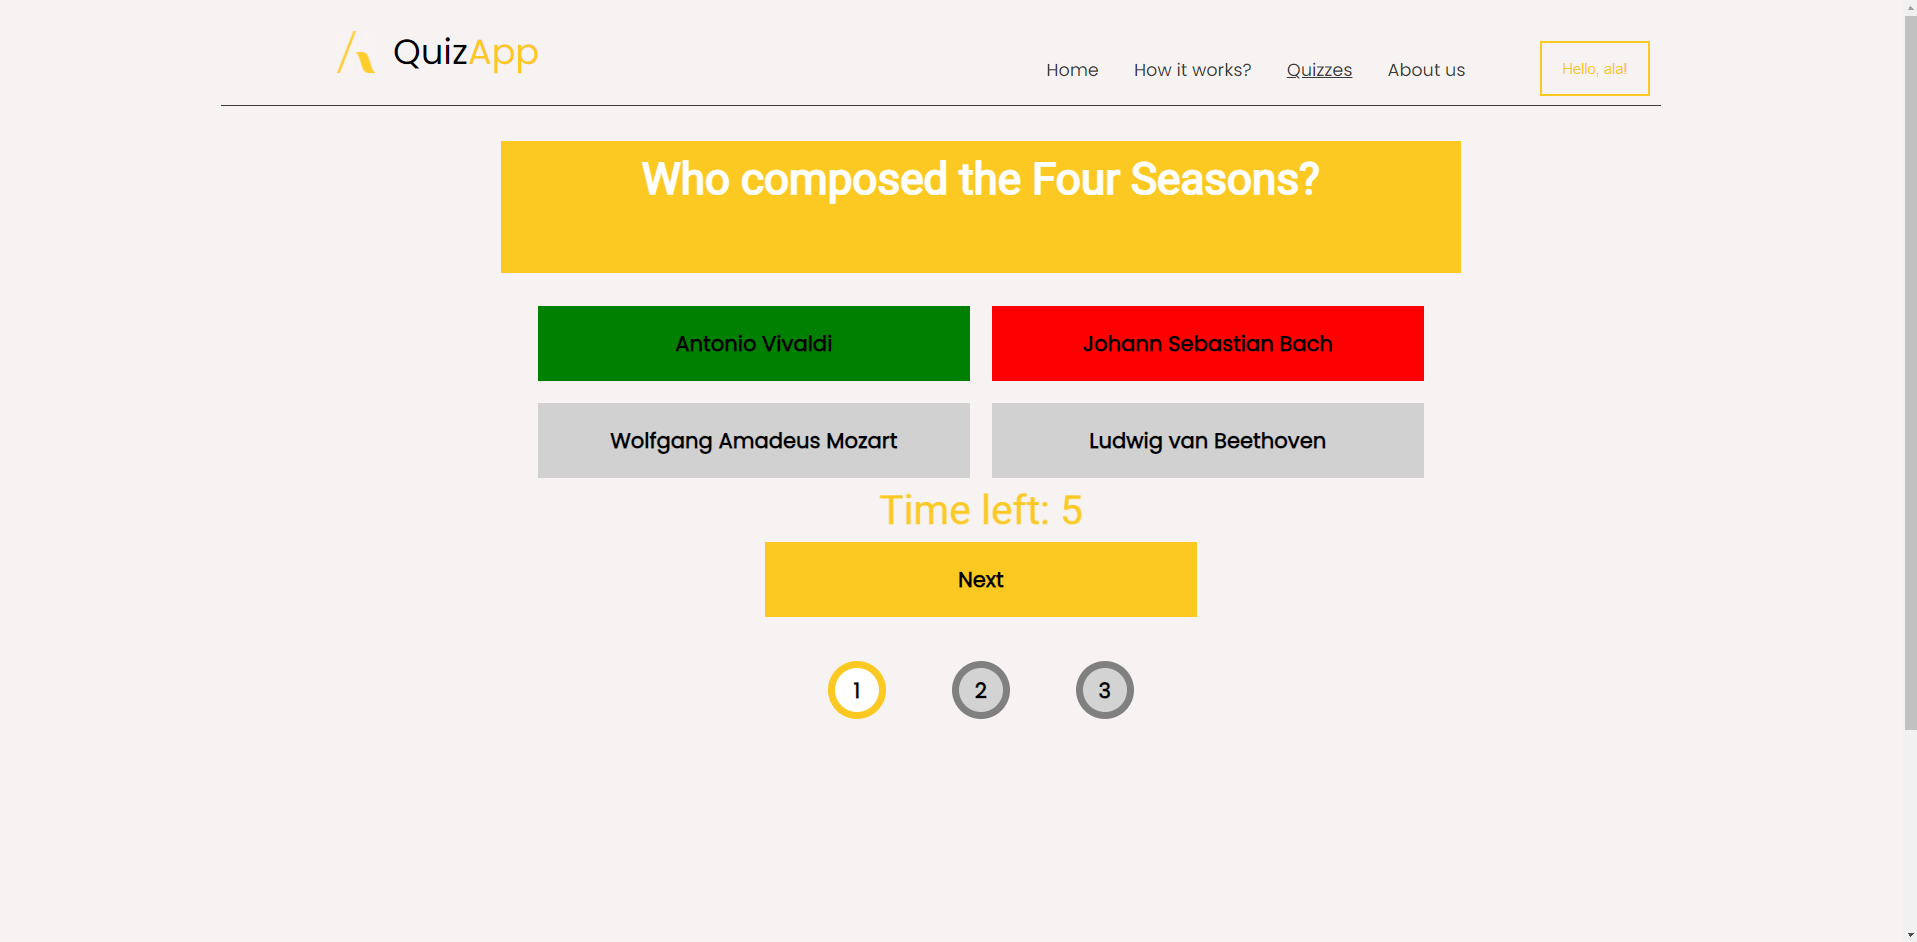 QuizApp
Home How it works? Quizzes About us Hello, ala!
Who composed the Four Seasons?
Antonio Vivaldi Johann Sebastian Bach
Wolfgang Amadeus Mozart Ludwig van Beethoven
Time left: 5
Next
1 2 3